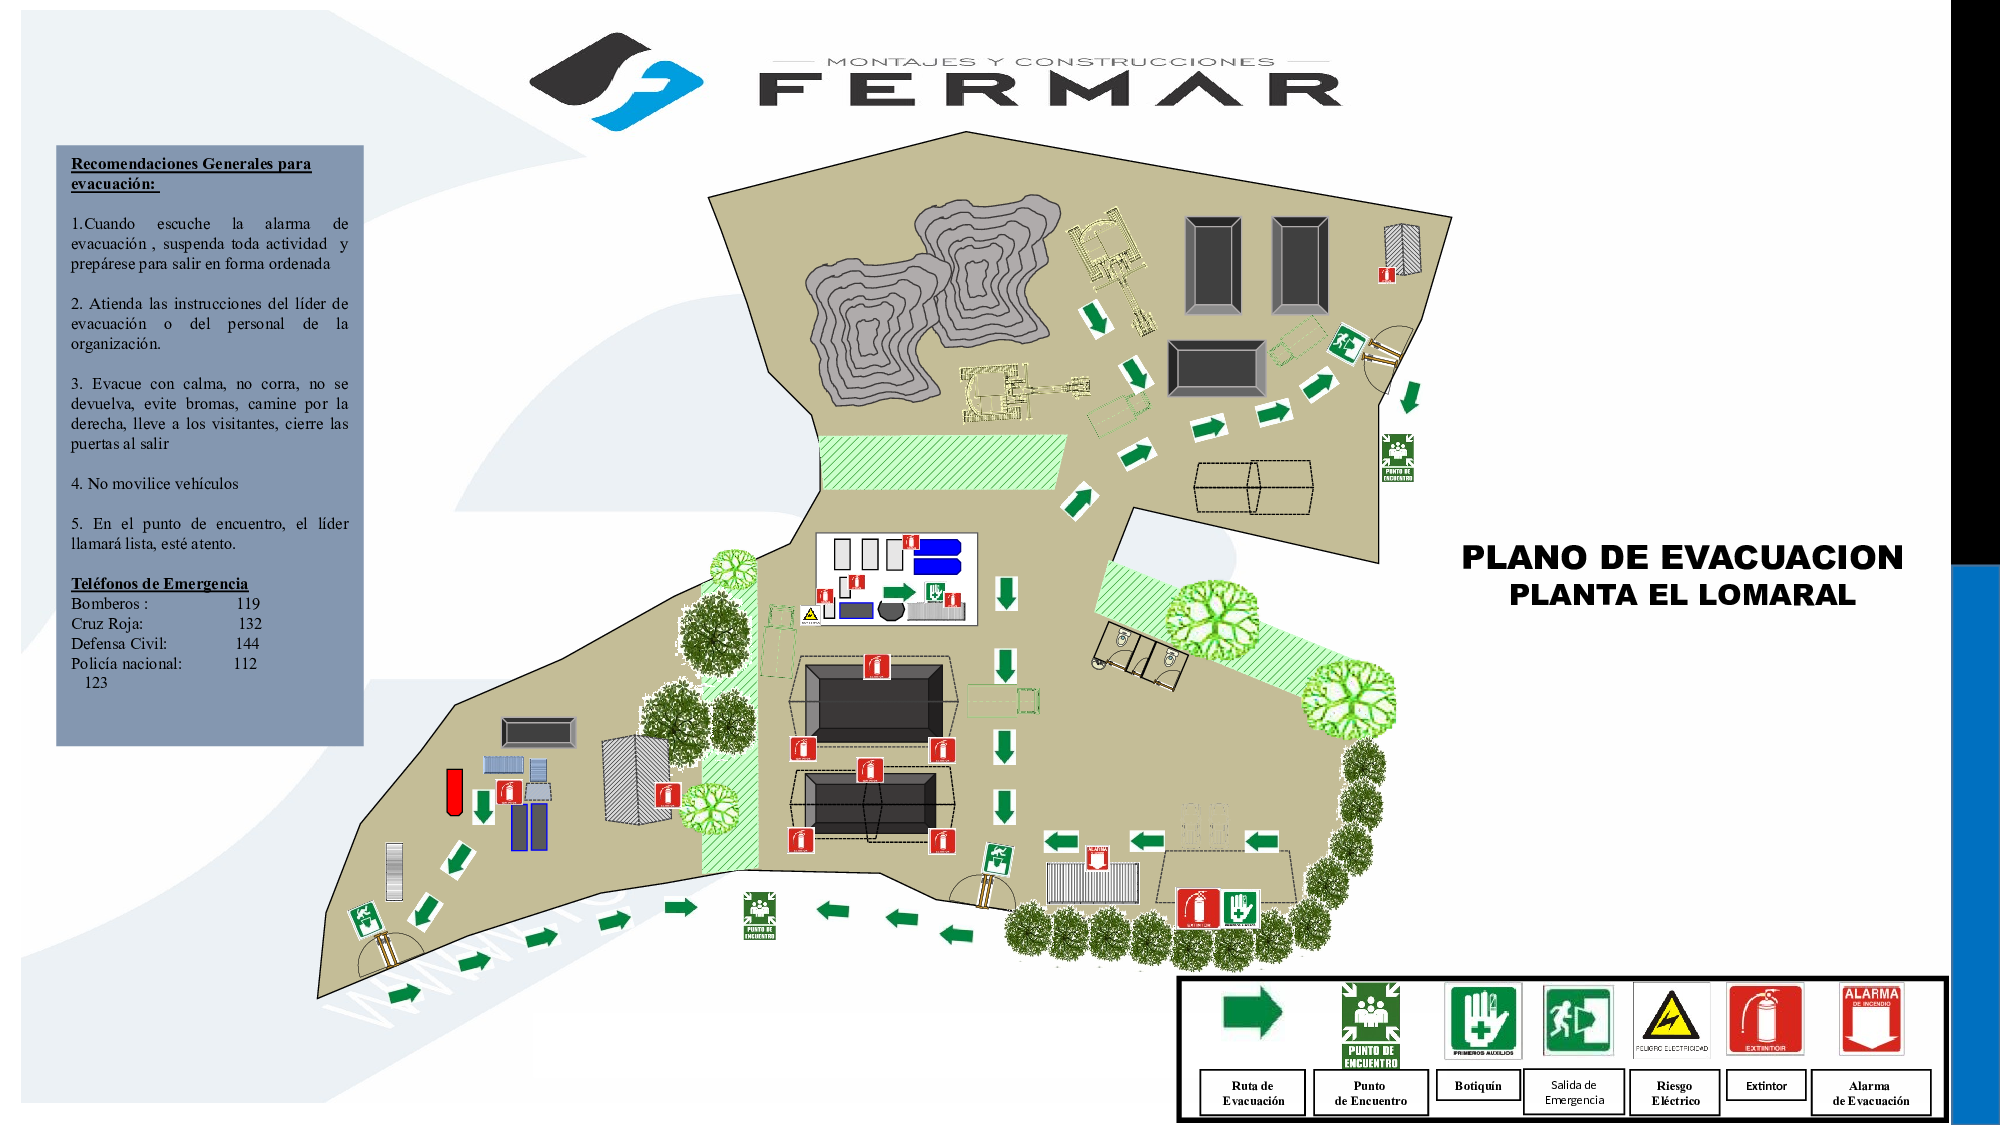 MONTAJES Y CONSTRUCCIONES
FERMAR
Recomendaciones Generales para
evacuación:
1.Cuando escuche la alarma de
evacuación , suspenda toda actividad y
prepárese para salir en forma ordenada
2. Atienda las instrucciones del líder de
evacuación o del personal de la
organización.
3. Evacue con calma, no corra, no se
devuelva, evite bromas, camine por la
derecha, lleve a los visitantes, cierre las
puertas al salir
4. No movilice vehículos
5. En el punto de encuentro, el líder
llamará lista, esté atento.
Teléfonos de Emergencia
Bomberos : 119
Cruz Roja: 132
Defensa Civil: 144
Policía nacional: 112
123
PUNTO DE
ENCUENTRO
PLANO DE EVACUACION
PLANTA EL LOMARAL
ALARMA
EXTINTOR
PUNTO DE
ENCUENTRO
WWW.
PUNTO DE
ENCUENTRO
PRIMEROS AUXILIOS
PELIGRO ELECTRICIDAD
EXTINTOR
ALARMA
DE INCENDIO
Ruta de
Evacuación
Punto
de Encuentro
Botiquín
Salida de
Emergencia
Riesgo
Eléctrico
Extintor
Alarma
de Evacuación